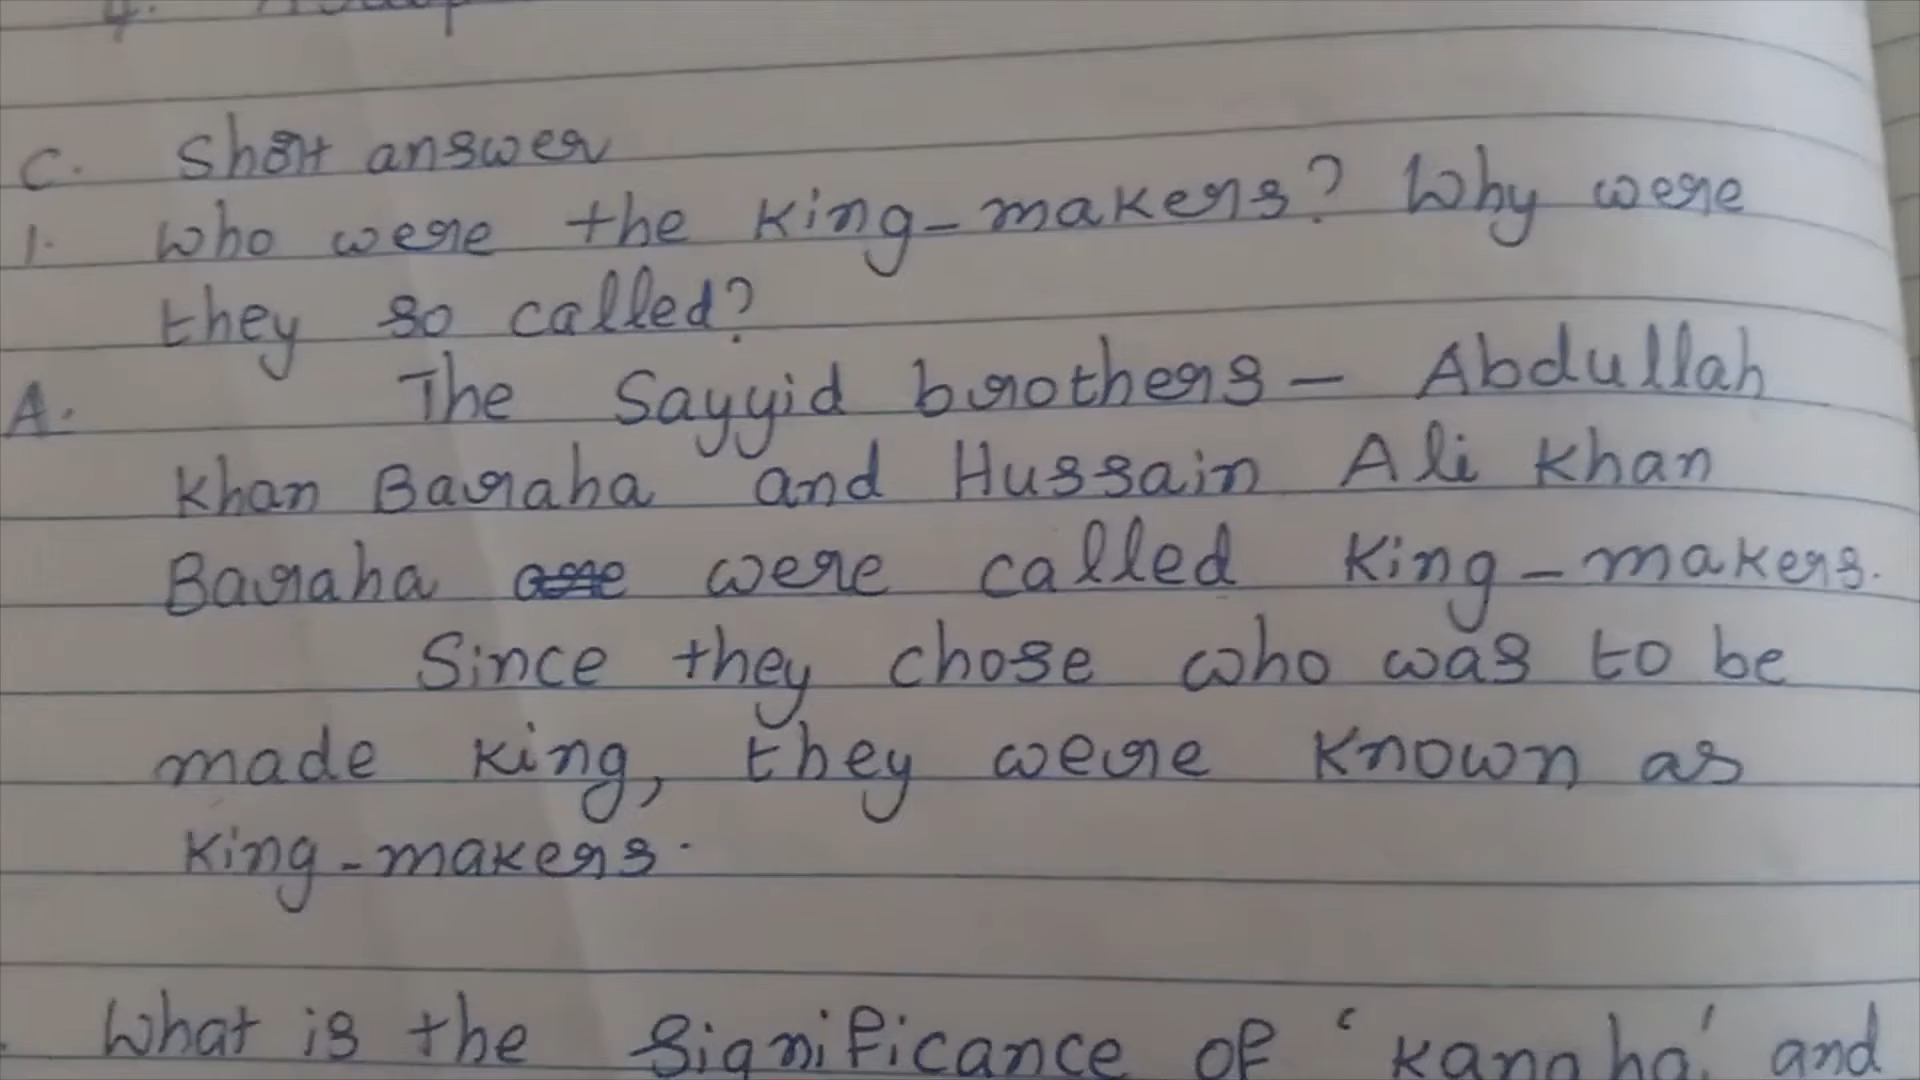 C. Short answer
1. Who were the king-makers? Why were
they so called?
A. The Sayyid brothers - Abdullah
Khan Baraha and Hussain Ali Khan
Baraha were called king-makers.
Since they chose who was to be
made king, they were known as
king-makers.
What is the significance of 'kanqha' and